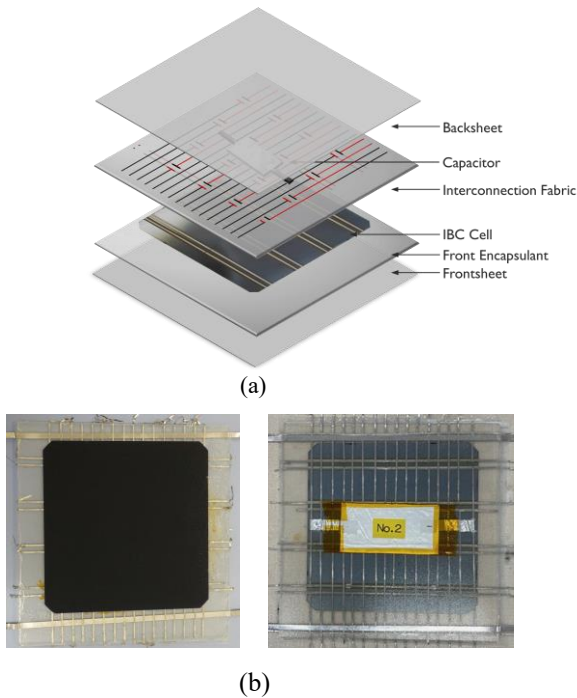 Backsheet
Capacitor
Interconnection Fabric
IBC Cell
Front Encapsulant
Frontsheet
(a)
No.2
(b)